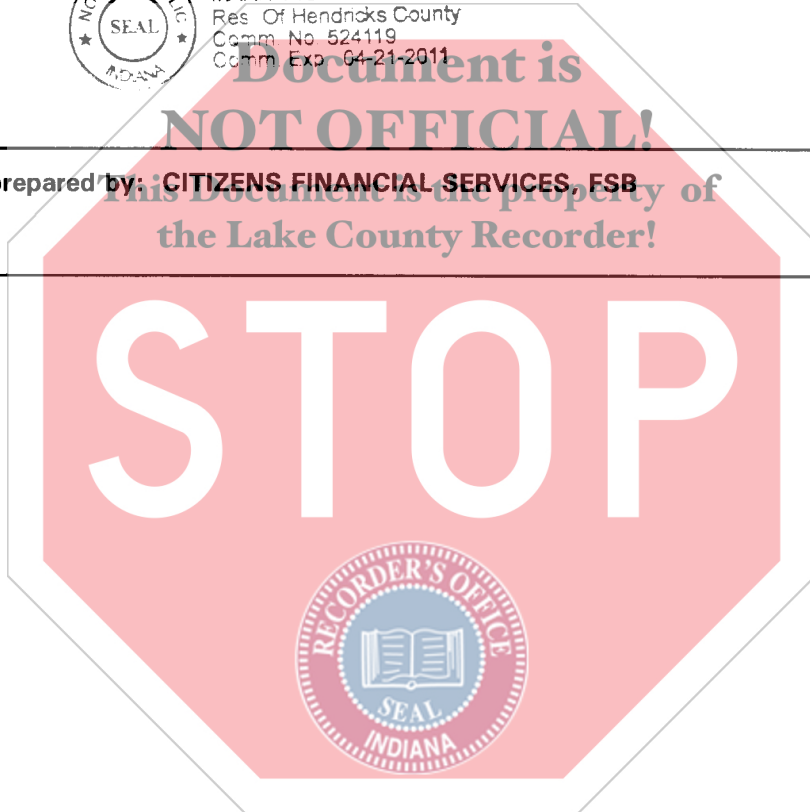 SEAL
INDIANA
Res. Of Hendricks County
Comm. No. 524119
Comm. Exp. 04-21-2011
Document is
NOT OFFICIAL!
prepared by: CITIZENS FINANCIAL SERVICES, FSB
This Document is the property of
the Lake County Recorder!
STOP
RECORDER'S OFFICE
SEAL
INDIANA